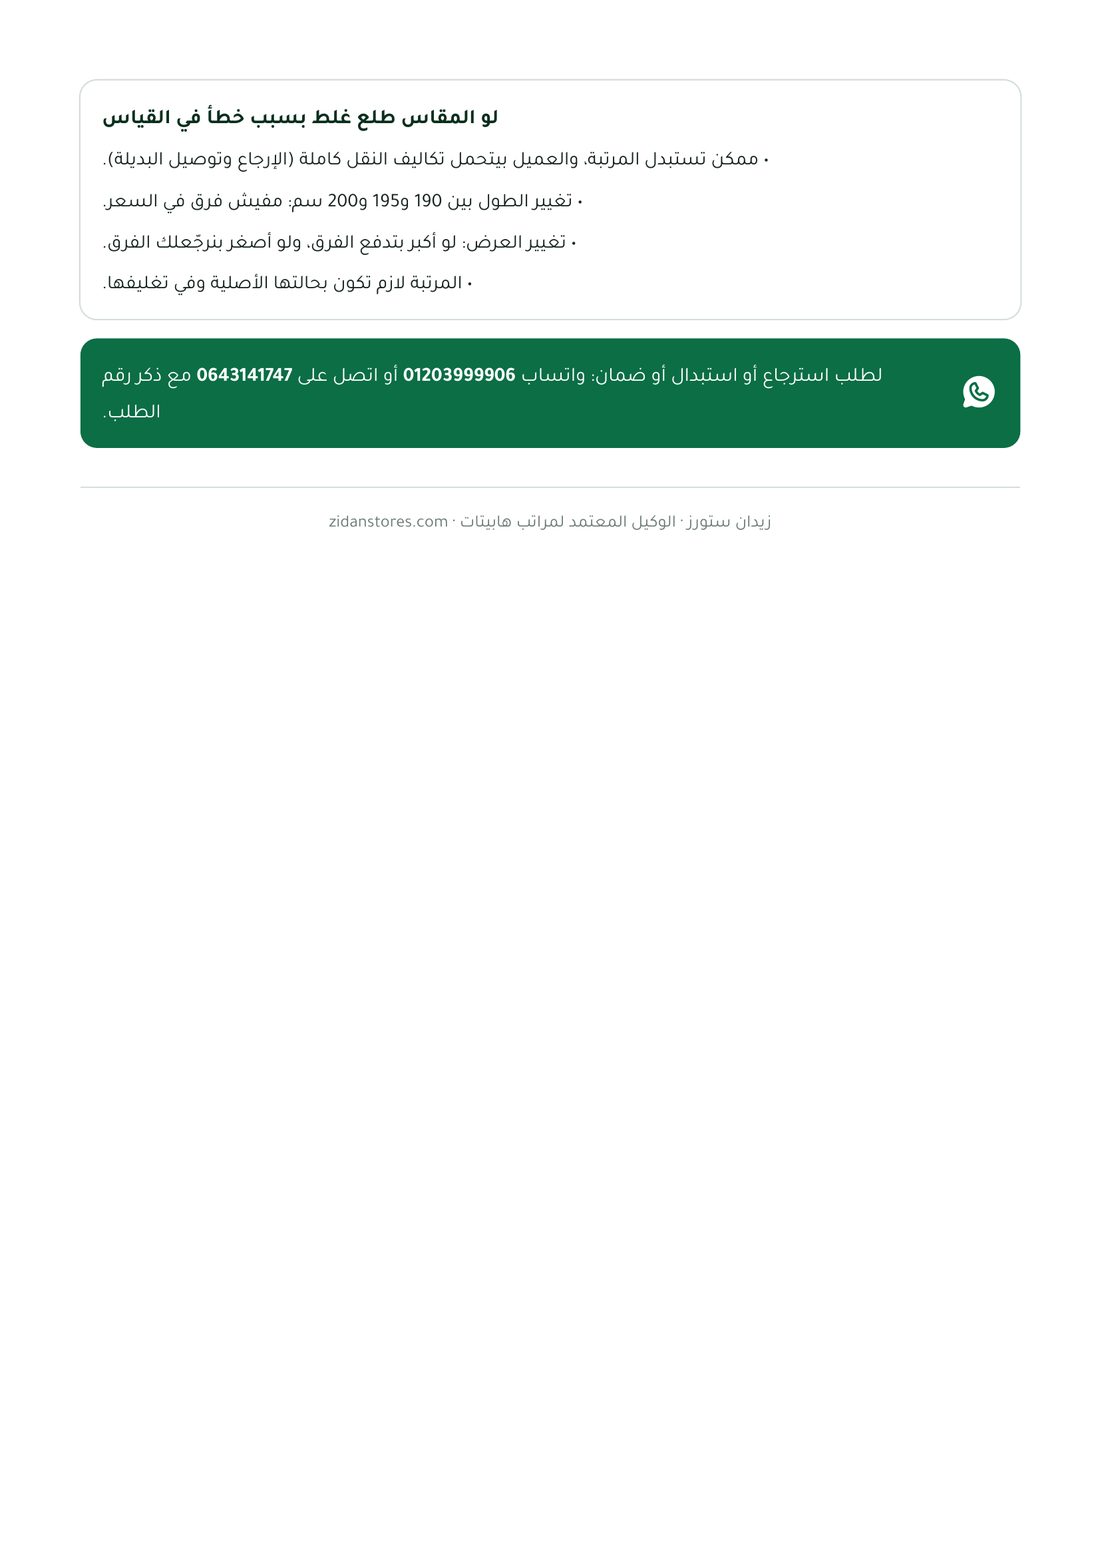 لو المقاس طلع غلط بسبب خطأ في القياس
• ممكن تستبدل المرتبة، والعميل بيتحمل تكاليف النقل كاملة (الإرجاع وتوصيل البديلة).
• تغيير الطول بين 190 و195 و200 سم: مفيش فرق في السعر.
• تغيير العرض: لو أكبر بتدفع الفرق، ولو أصغر بنرجّعلك الفرق.
• المرتبة لازم تكون بحالتها الأصلية وفي تغليفها.
لطلب استرجاع أو استبدال أو ضمان: واتساب 01203999906 أو اتصل على 0643141747 مع ذكر رقم
الطلب.
زيدان ستورز · الوكيل المعتمد لمراتب هابيتات · zidanstores.com